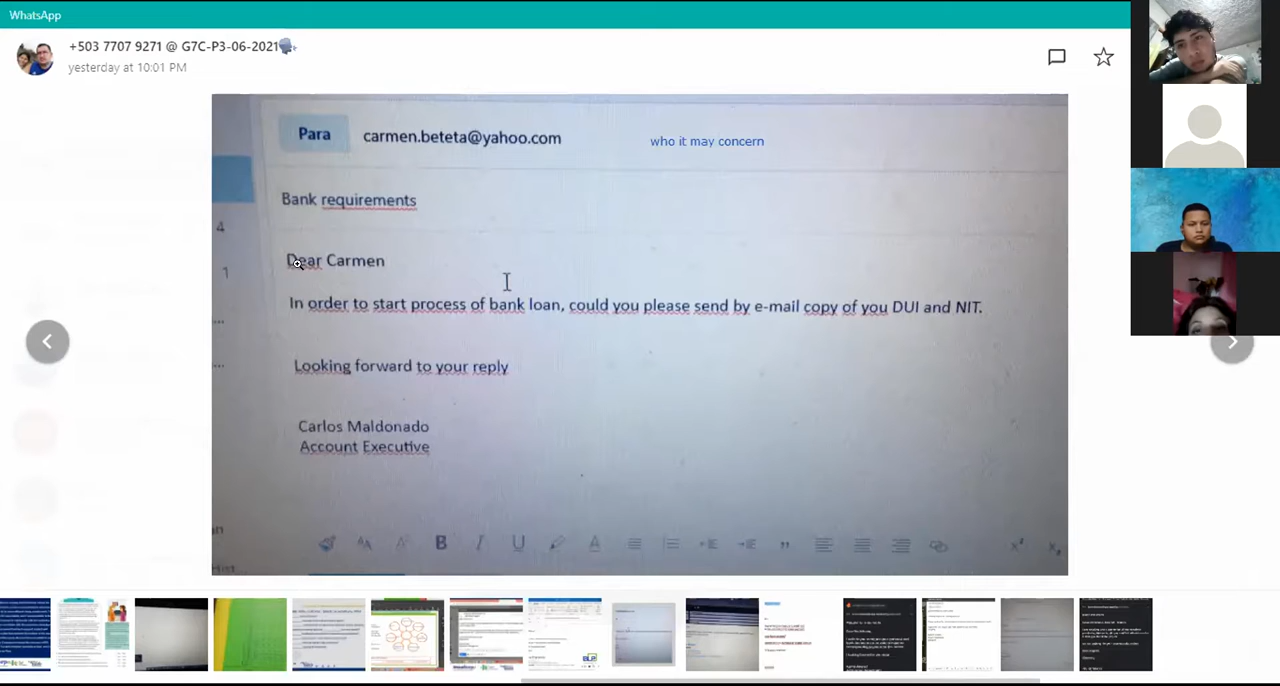 WhatsApp
+503 7707 9271 @ G7C-P3-06-2021
yesterday at 10:01 PM
Para carmen.beteta@yahoo.com who it may concern
Bank requirements
4
Dear Carmen
1
In order to start process of bank loan, could you please send by e-mail copy of you DUI and NIT.
Looking forward to your reply
Carlos Maldonado
Account Executive